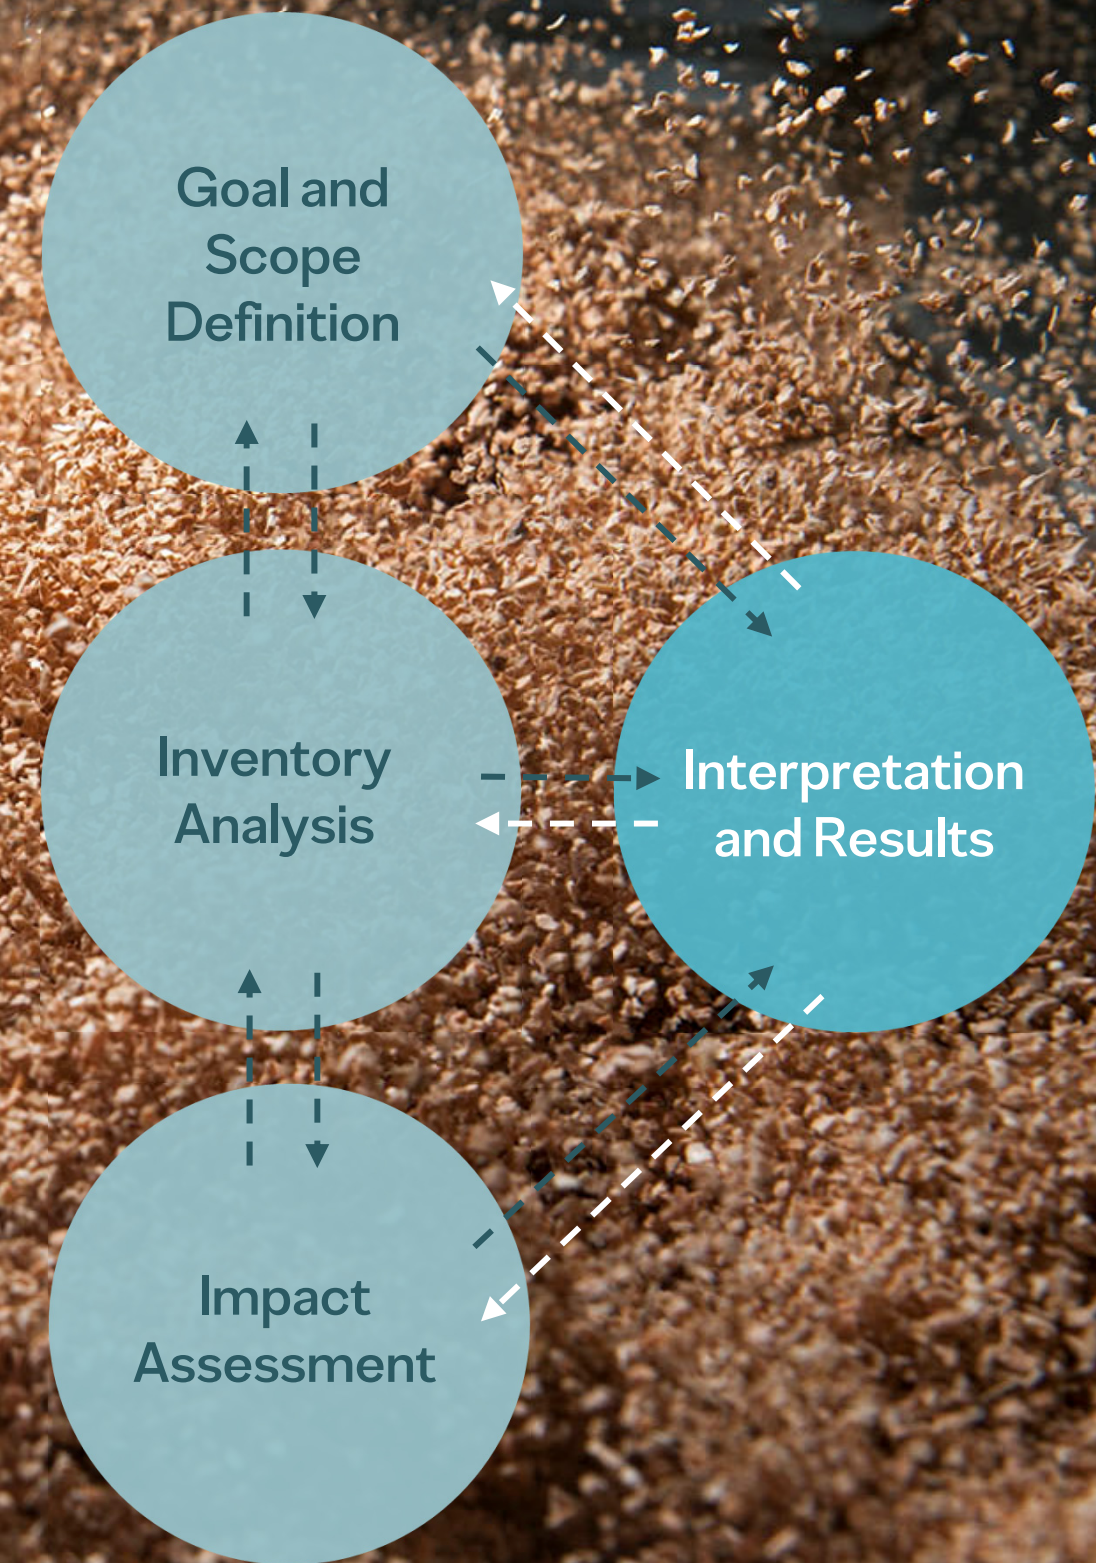 Goal and
Scope
Definition
Inventory
Analysis
Interpretation
and Results
Impact
Assessment